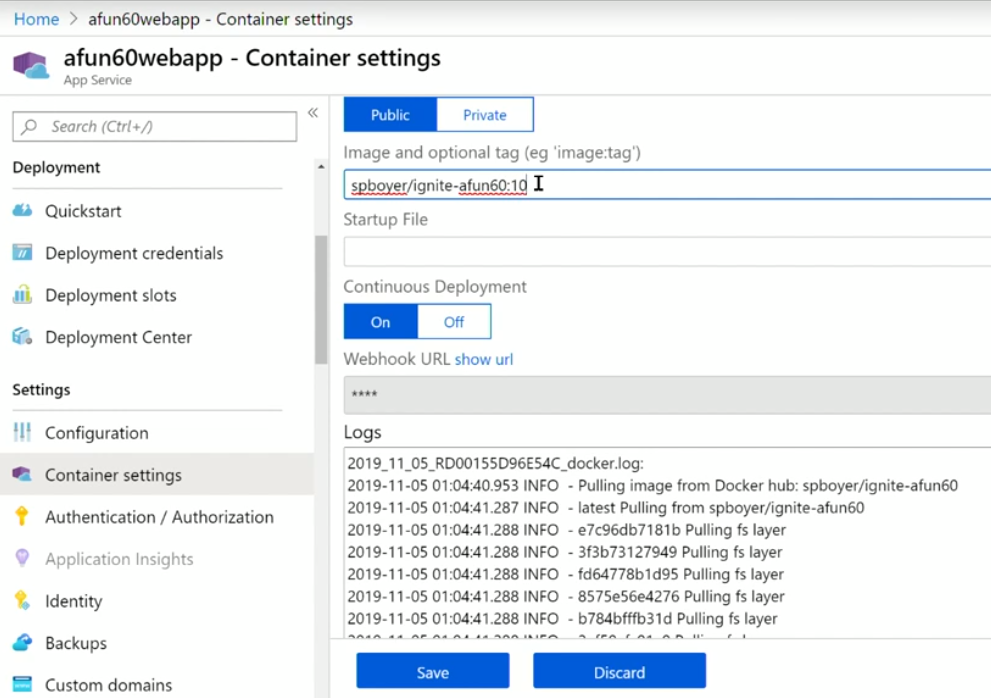 Home > afun60webapp - Container settings
afun60webapp - Container settings
App Service
Search (Ctrl+/)
«
Deployment
Quickstart
Deployment credentials
Deployment slots
Deployment Center
Settings
Configuration
Container settings
Authentication / Authorization
Application Insights
Identity
Backups
Custom domains
Public Private
Image and optional tag (eg 'image:tag')
spboyer/ignite-afun60:10
Startup File
Continuous Deployment
On Off
Webhook URL show url
****
Logs
2019_11_05_RD00155D96E54C_docker.log:
2019-11-05 01:04:40.953 INFO - Pulling image from Docker hub: spboyer/ignite-afun60
2019-11-05 01:04:41.287 INFO - latest Pulling from spboyer/ignite-afun60
2019-11-05 01:04:41.288 INFO - e7c96db7181b Pulling fs layer
2019-11-05 01:04:41.288 INFO - 3f3b73127949 Pulling fs layer
2019-11-05 01:04:41.288 INFO - fd64778b1d95 Pulling fs layer
2019-11-05 01:04:41.288 INFO - 8575e56e4276 Pulling fs layer
2019-11-05 01:04:41.288 INFO - b784bfffb31d Pulling fs layer
Save Discard